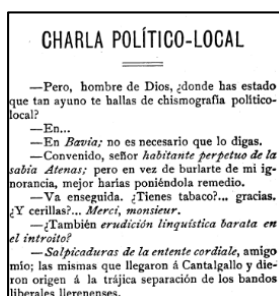 CHARLA POLÍTICO-LOCAL
—Pero, hombre de Dios, ¿donde has estado
que tan ayuno te hallas de chismografía político-
local?
—En...
—En Bavia; no es necesario que lo digas.
—Convenido, señor habitante perpetuo de la
sabia Atenas; pero en vez de burlarte de mi ig-
norancia, mejor harías poniéndola remedio.
—Va enseguida. ¿Tienes tabaco?... gracias.
¿Y cerillas?... Merci, monsieur.
—¿También erudición linguística barata en
el introito?
—Salpicaduras de la entente cordiale, amigo
mío; las mismas que llegaron á Cantalgallo y die-
ron origen á la trájica separación de los bandos
liberales llerenenses.